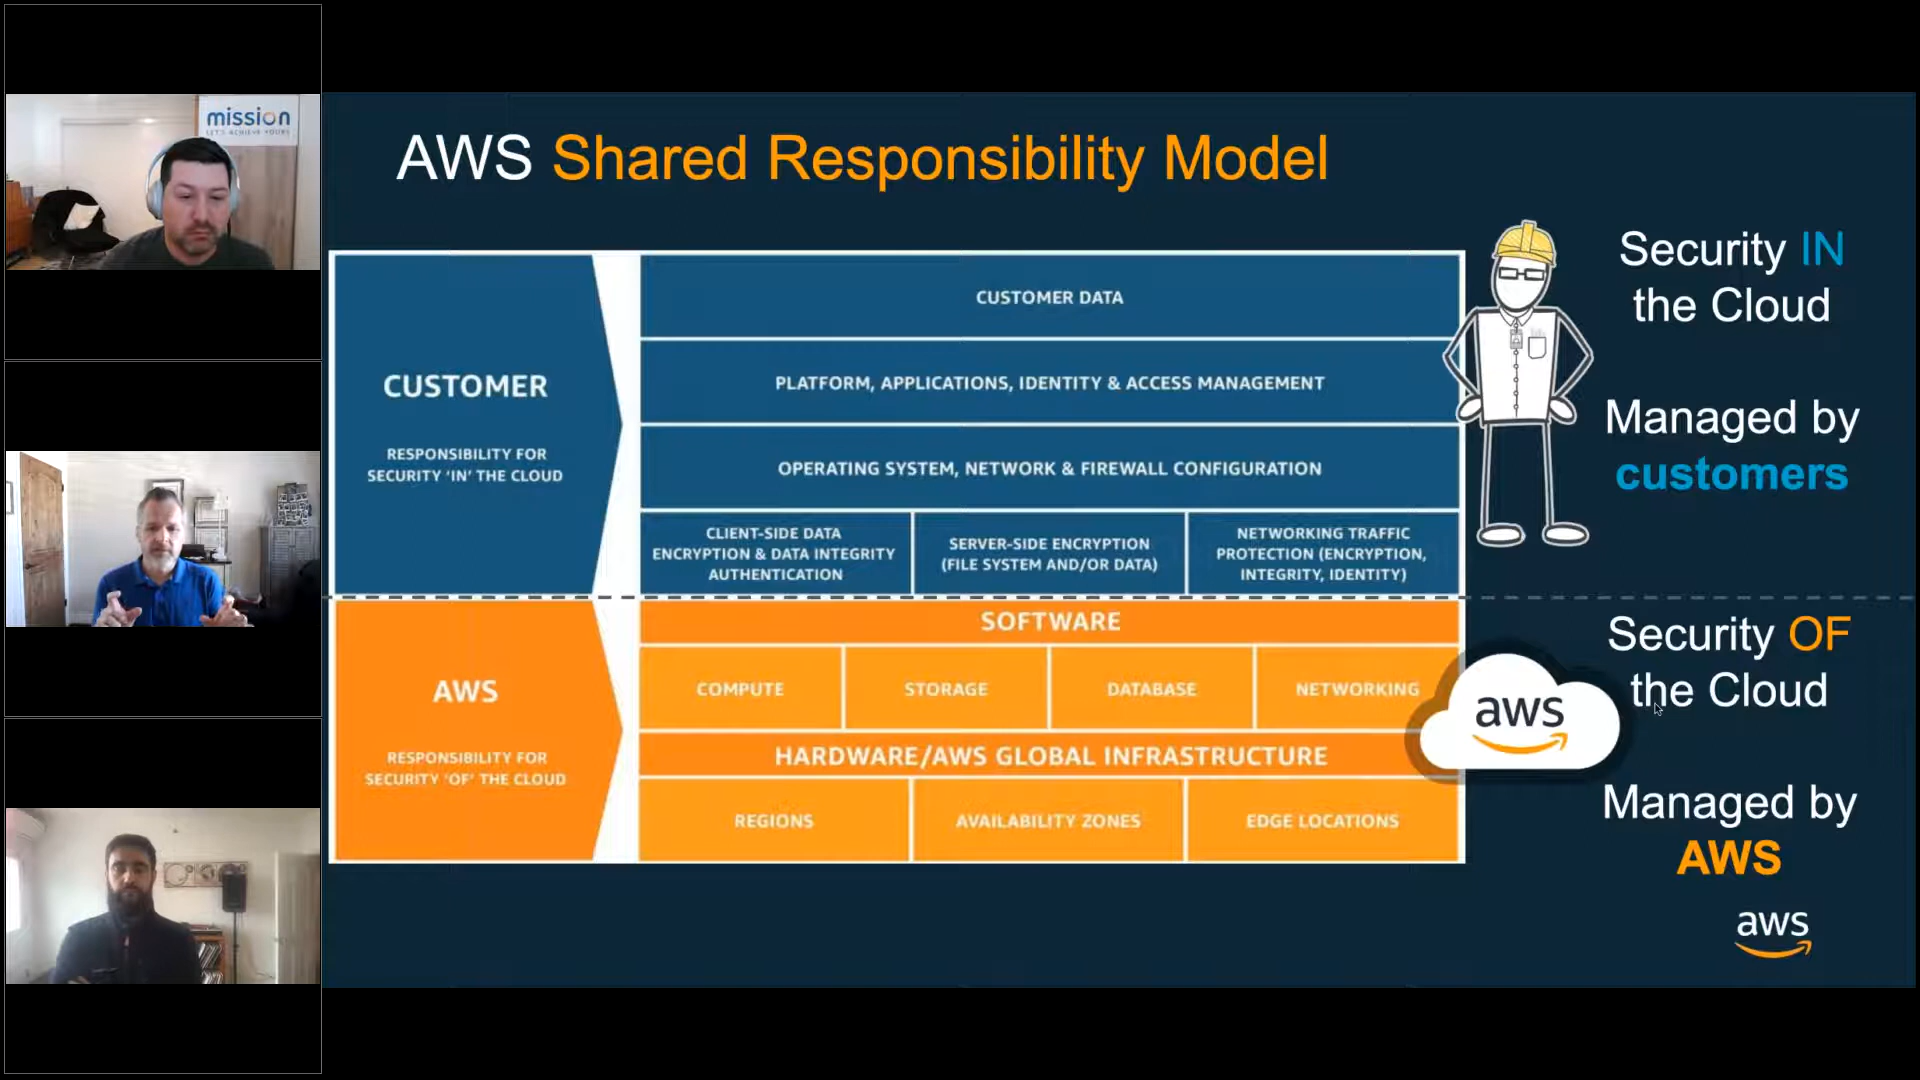 mission
LET'S ACHIEVE YOURS
AWS Shared Responsibility Model
CUSTOMER
RESPONSIBILITY FOR
SECURITY 'IN' THE CLOUD
CUSTOMER DATA
PLATFORM, APPLICATIONS, IDENTITY & ACCESS MANAGEMENT
OPERATING SYSTEM, NETWORK & FIREWALL CONFIGURATION
CLIENT-SIDE DATA
ENCRYPTION & DATA INTEGRITY
AUTHENTICATION
SERVER-SIDE ENCRYPTION
(FILE SYSTEM AND/OR DATA)
NETWORKING TRAFFIC
PROTECTION (ENCRYPTION,
INTEGRITY, IDENTITY)
Security IN
the Cloud
Managed by
customers
AWS
RESPONSIBILITY FOR
SECURITY 'OF' THE CLOUD
SOFTWARE
COMPUTE
STORAGE
DATABASE
NETWORKING
HARDWARE/AWS GLOBAL INFRASTRUCTURE
REGIONS
AVAILABILITY ZONES
EDGE LOCATIONS
aws
Security OF
the Cloud
Managed by
AWS
aws